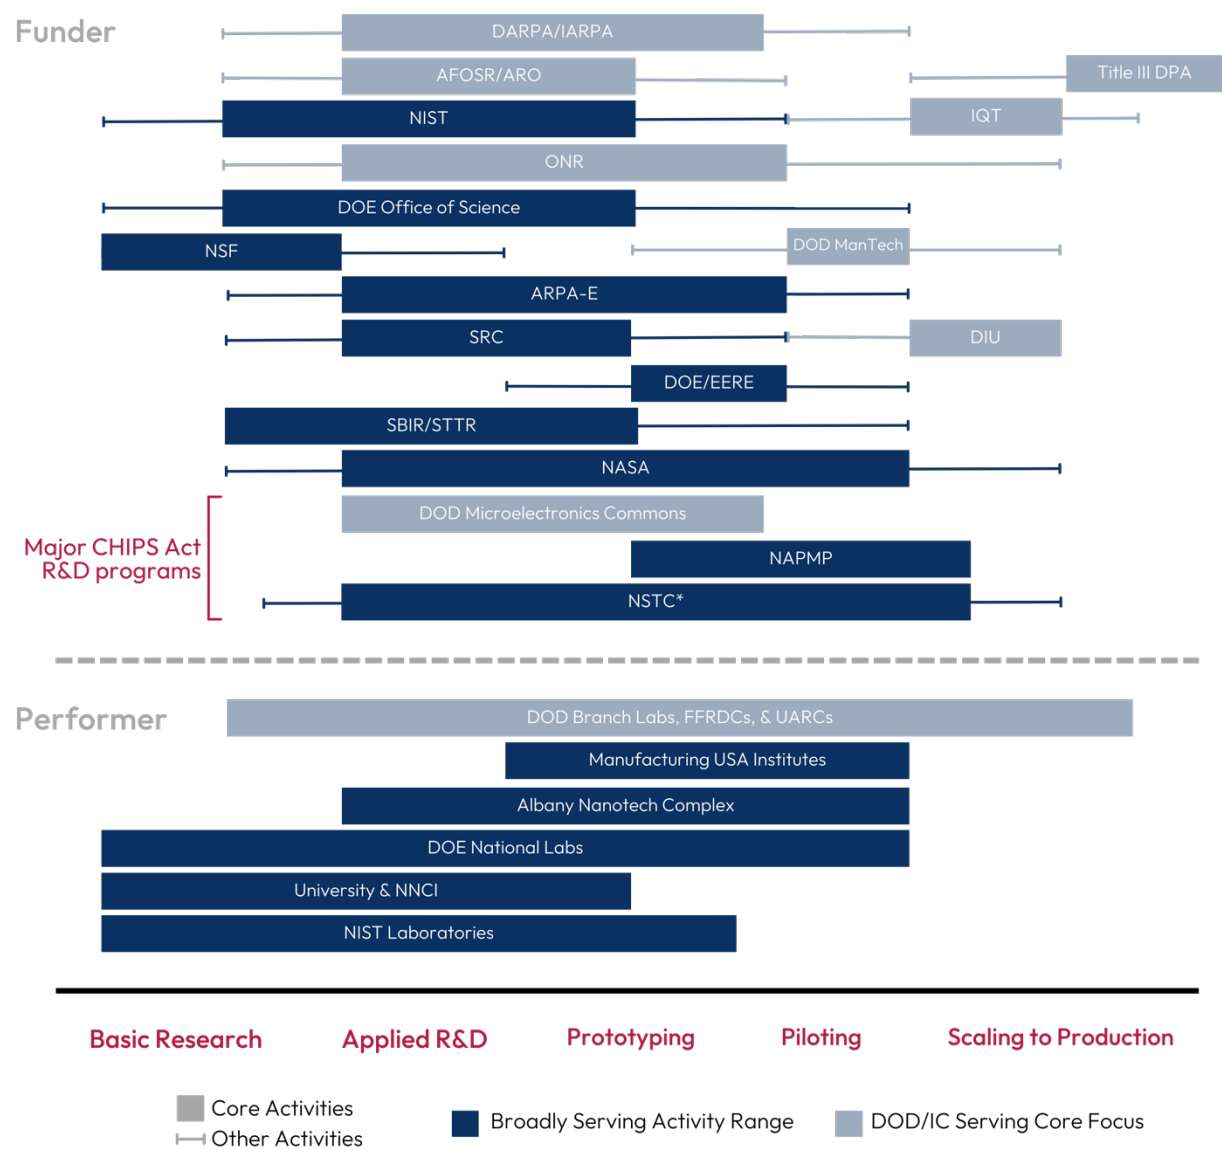 Funder
DARPA/IARPA
AFOSR/ARO
Title III DPA
NIST
IQT
ONR
DOE Office of Science
NSF
DOD ManTech
ARPA-E
SRC
DIU
DOE/EERE
SBIR/STTR
NASA
Major CHIPS Act
R&D programs
DOD Microelectronics Commons
NAPMP
NSTC*
Performer
DOD Branch Labs, FFRDCs, & UARCs
Manufacturing USA Institutes
Albany Nanotech Complex
DOE National Labs
University & NNCI
NIST Laboratories
Basic Research
Applied R&D
Prototyping
Piloting
Scaling to Production
Core Activities
Other Activities
Broadly Serving Activity Range
DOD/IC Serving Core Focus